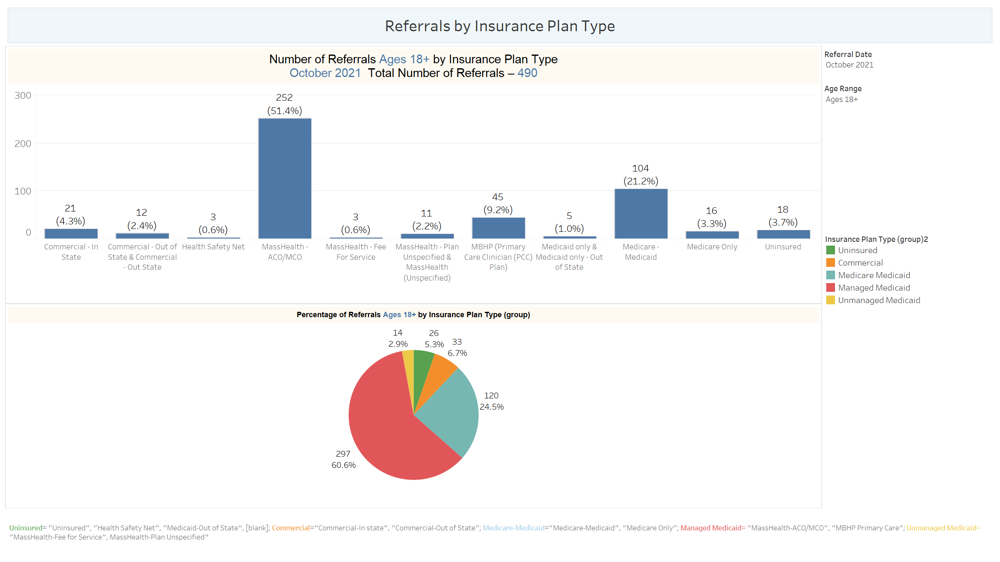 Referrals by Insurance Plan Type
Number of Referrals Ages 18+ by Insurance Plan Type
October 2021 Total Number of Referrals – 490
Referral Date
October 2021
Age Range
Ages 18+
300
200
100
0
21
(4.3%)
12
(2.4%)
3
(0.6%)
252
(51.4%)
3
(0.6%)
11
(2.2%)
45
(9.2%)
5
(1.0%)
104
(21.2%)
16
(3.3%)
18
(3.7%)
Commercial - In
State
Commercial - Out of
State & Commercial
- Out State
Health Safety Net
MassHealth -
ACO/MCO
MassHealth - Fee
For Service
MassHealth - Plan
Unspecified &
MassHealth
(Unspecified)
MBHP (Primary
Care Clinician (PCC)
Plan)
Medicaid only &
Medicaid only - Out
of State
Medicare -
Medicaid
Medicare Only
Uninsured
Insurance Plan Type (group)2
Uninsured
Commercial
Medicare Medicaid
Managed Medicaid
Unmanaged Medicaid
Percentage of Referrals Ages 18+ by Insurance Plan Type (group)
14
2.9%
26
5.3%
33
6.7%
120
24.5%
297
60.6%
Uninsured= "Uninsured", "Health Safety Net", "Medicaid-Out of State", [blank]; Commercial="Commercial-In state", "Commercial-Out of State"; Medicare-Medicaid="Medicare-Medicaid", "Medicare Only"; Managed Medicaid= "MassHealth-ACO/MCO", "MBHP Primary Care"; Unmanaged Medicaid=
"MassHealth-Fee for Service", MassHealth-Plan Unspecified"